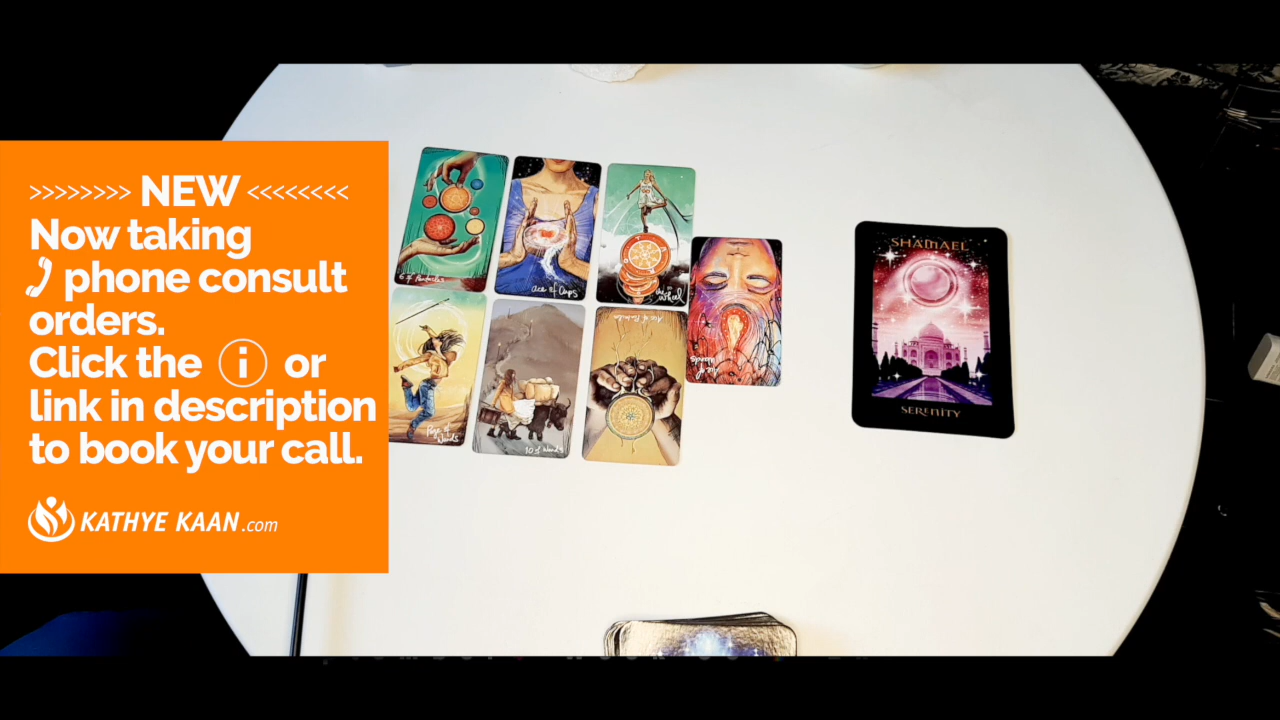 >>>>>>>> NEW <<<<<<<<
Now taking
phone consult
orders.
Click the i or
link in description
to book your call.
KATHYE KAAN.com
6 of Pentacles
Ace of Cups
wheel
Page of Wands
10 of Wands
Ace of
SHAMAEL
SERENITY